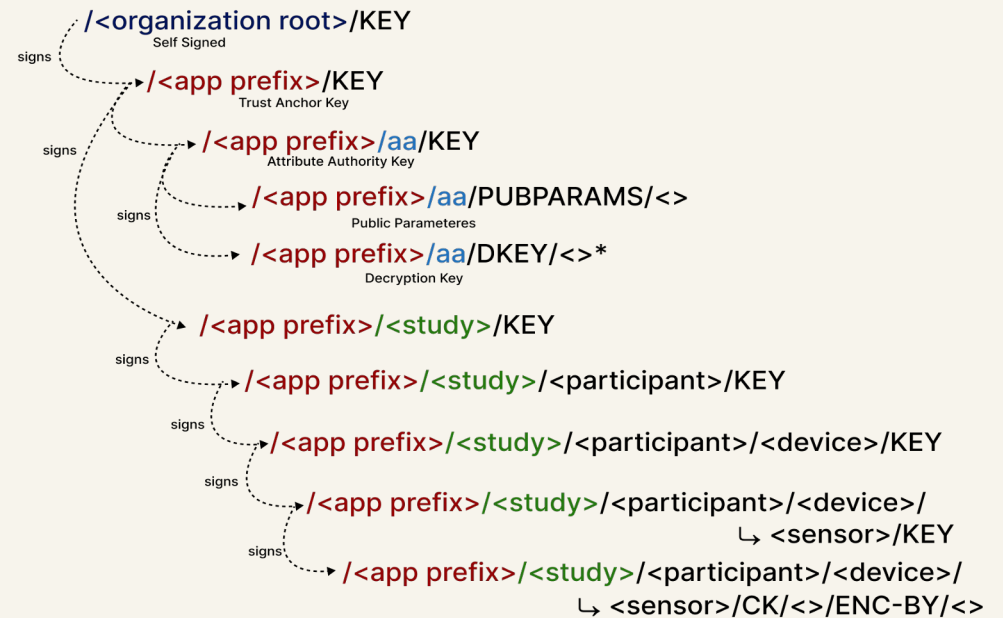 /<organization root>/KEY
Self Signed
signs
/<app prefix>/KEY
Trust Anchor Key
signs
/<app prefix>/aa/KEY
Attribute Authority Key
/<app prefix>/aa/PUBPARAMS/<>
signs
Public Parameteres
/<app prefix>/aa/DKEY/<>*
Decryption Key
/<app prefix>/<study>/KEY
signs
/<app prefix>/<study>/<participant>/KEY
signs
/<app prefix>/<study>/<participant>/<device>/KEY
signs
/<app prefix>/<study>/<participant>/<device>/
↳ <sensor>/KEY
signs
/<app prefix>/<study>/<participant>/<device>/
↳ <sensor>/CK/<>/ENC-BY/<>